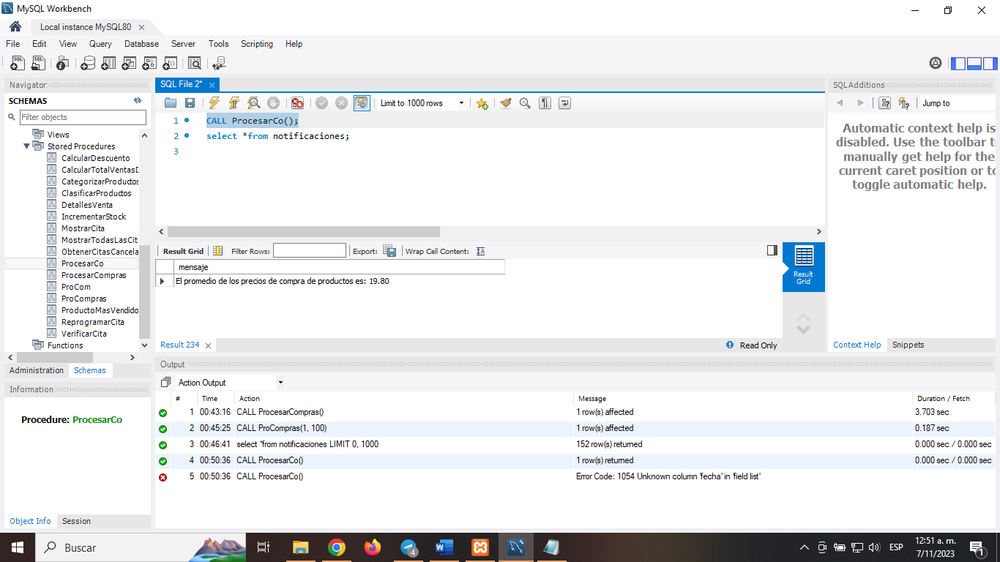 MySQL Workbench
Local instance MySQL80
File Edit View Query Database Server Tools Scripting Help
Navigator
SCHEMAS
Filter objects
Views
Stored Procedures
CalcularDescuento
CalcularTotalVentasD
CategorizarProductos
ClasificarProductos
DetallesVenta
IncrementarStock
MostrarCita
MostrarTodasLasCit
ObtenerCitasCancela
ProcesarCo
ProcesarCompras
ProCom
ProCompras
ProductoMasVendido
ReprogramarCita
VerificarCita
Functions
Administration Schemas
Information
Procedure: ProcesarCo
Object Info Session
SQL File 2*
Limit to 1000 rows
1 CALL ProcesarCo();
2 select *from notificaciones;
3
Result Grid Filter Rows: Export: Wrap Cell Content:
mensaje
El promedio de los precios de compra de productos es: 19.80
Result Grid
Result 234
Read Only
SQLAdditions
Jump to
Automatic context help is
disabled. Use the toolbar t
manually get help for the
current caret position or to
toggle automatic help.
Context Help Snippets
Output
Action Output
# Time Action Message Duration / Fetch
1 00:43:16 CALL ProcesarCompras() 1 row(s) affected 3.703 sec
2 00:45:25 CALL ProCompras(1, 100) 1 row(s) affected 0.187 sec
3 00:46:41 select *from notificaciones LIMIT 0, 1000 152 row(s) returned 0.000 sec / 0.000 sec
4 00:50:36 CALL ProcesarCo() 1 row(s) returned 0.000 sec / 0.000 sec
5 00:50:36 CALL ProcesarCo() Error Code: 1054 Unknown column 'fecha' in 'field list'
Buscar
4
ESP
12:51 a. m.
7/11/2023
1